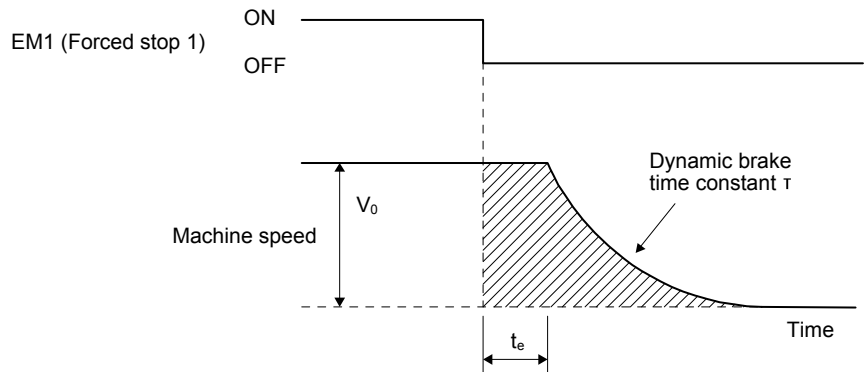 ON
EM1 (Forced stop 1)
OFF
Dynamic brake
time constant τ
V₀
Machine speed
Time
tₑ